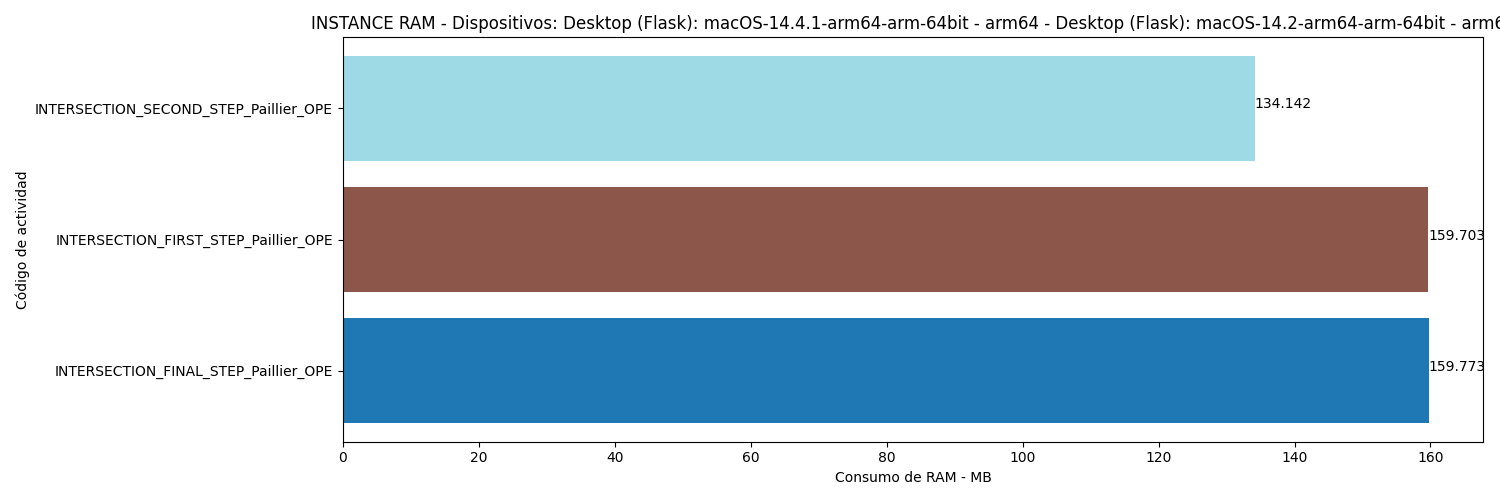 INSTANCE RAM - Dispositivos: Desktop (Flask): macOS-14.4.1-arm64-arm-64bit - arm64 - Desktop (Flask): macOS-14.2-arm64-arm-64bit - arm6
INTERSECTION_SECOND_STEP_Paillier_OPE
134.142
INTERSECTION_FIRST_STEP_Paillier_OPE
159.703
INTERSECTION_FINAL_STEP_Paillier_OPE
159.773
Código de actividad
0 20 40 60 80 100 120 140 160
Consumo de RAM - MB